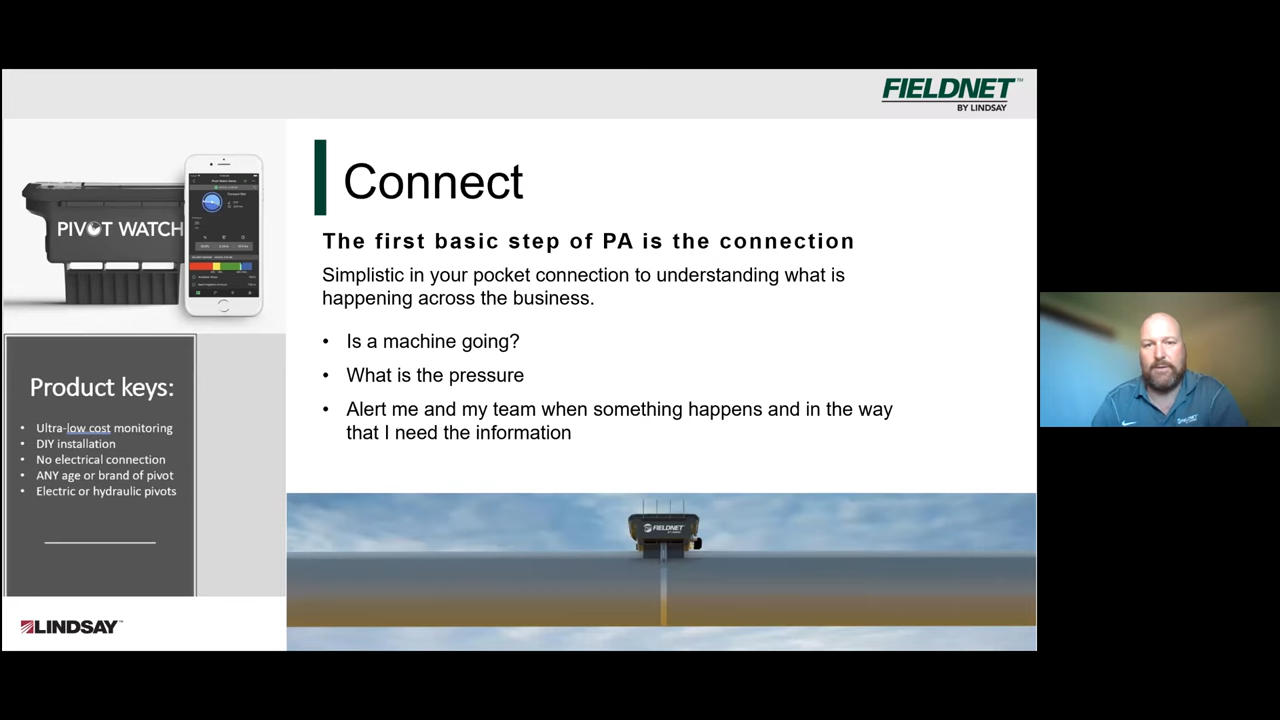 FIELDNET™
BY LINDSAY
PIVOT WATCH
Connect
The first basic step of PA is the connection
Simplistic in your pocket connection to understanding what is
happening across the business.
• Is a machine going?
• What is the pressure
• Alert me and my team when something happens and in the way
that I need the information
Product keys:
• Ultra-low cost monitoring
• DIY installation
• No electrical connection
• ANY age or brand of pivot
• Electric or hydraulic pivots
FIELDNET
LINDSAY